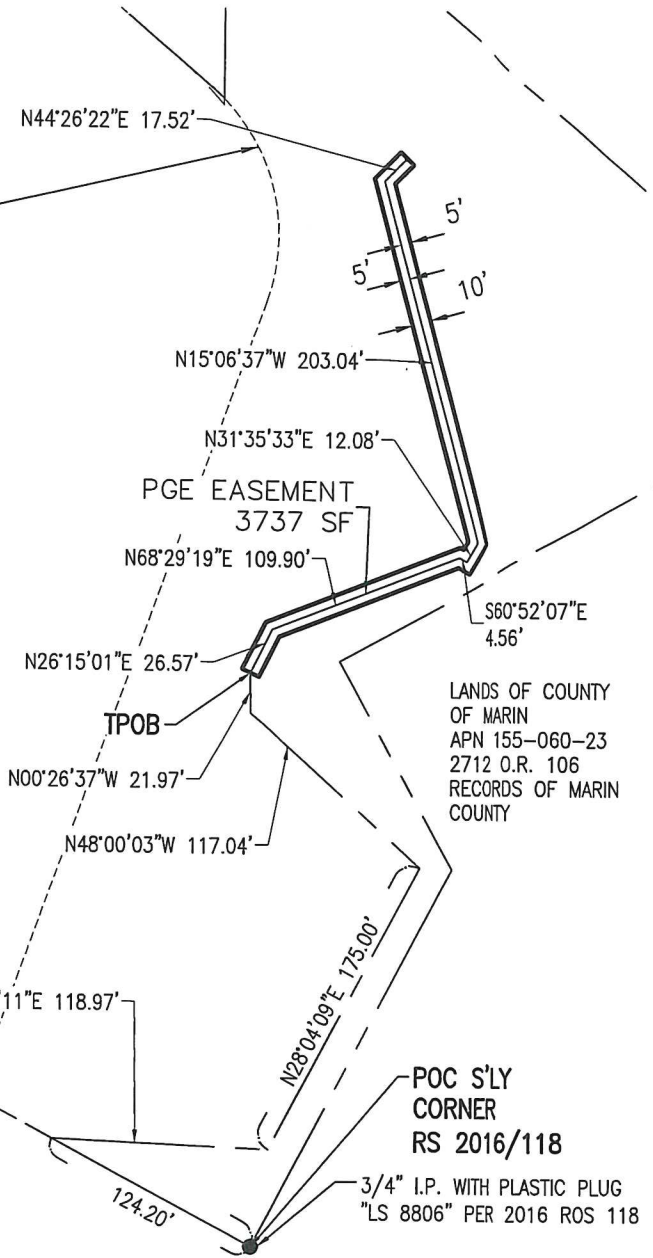 N44°26'22"E 17.52'
5'
5'
10'
N15°06'37"W 203.04'
N31°35'33"E 12.08'
PGE EASEMENT
3737 SF
N68°29'19"E 109.90'
S60°52'07"E
4.56'
N26°15'01"E 26.57'
TPOB
LANDS OF COUNTY
OF MARIN
APN 155-060-23
2712 O.R. 106
RECORDS OF MARIN
COUNTY
N00°26'37"W 21.97'
N48°00'03"W 117.04'
N28°04'09"E 175.00'
'11"E 118.97'
POC S'LY
CORNER
RS 2016/118
124.20'
3/4" I.P. WITH PLASTIC PLUG
"LS 8806" PER 2016 ROS 118